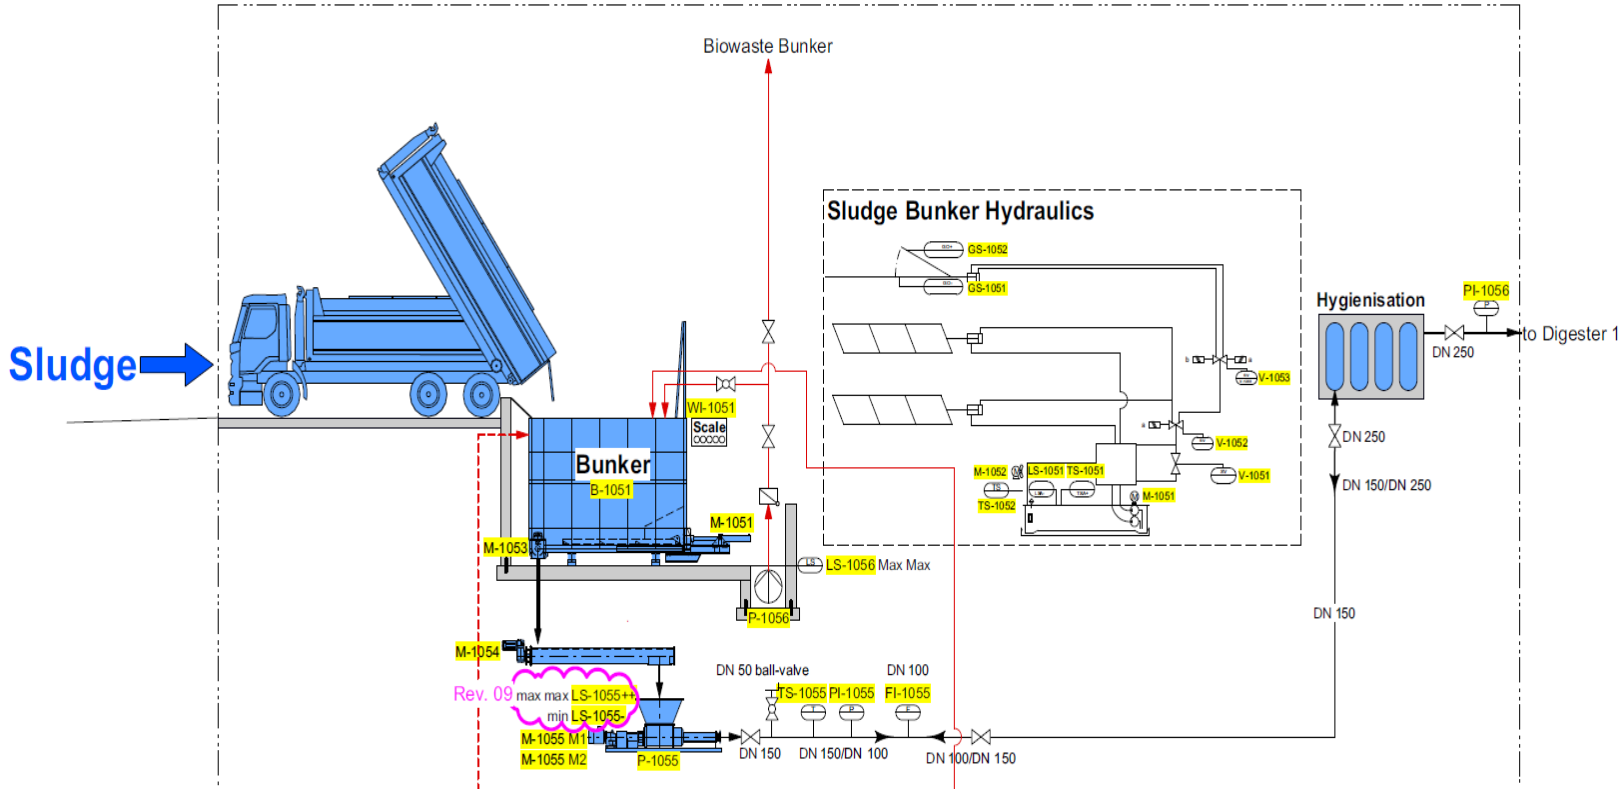 Biowaste Bunker
Sludge Bunker Hydraulics
GS-1052
GS-1051
Hygienisation
PI-1056
P
to Digester 1
DN 250
Sludge
V-1053
b
a
WI-1051
Scale
Bunker
B-1051
DN 250
a
V-1052
M-1052
LS-1051
TS-1051
V-1051
TS
TS-1052
M
M-1051
DN 150/DN 250
M-1051
M-1053
LS
LS-1056 Max Max
P-1056
DN 150
M-1054
DN 50 ball-valve
DN 100
Rev. 09
max max LS-1055++
min LS-1055-
TS-1055
PI-1055
FI-1055
T
P
F
M-1055 M1
M-1055 M2
P-1055
DN 150
DN 150/DN 100
DN 100/DN 150